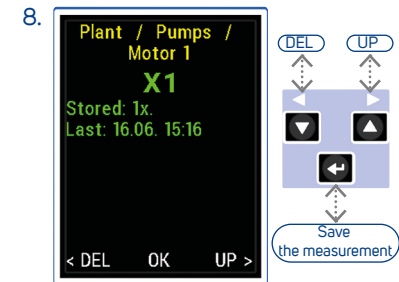 8.
Plant / Pumps /
Motor 1
X1
Stored: 1x.
Last: 16.06. 15:16
< DEL OK UP >
DEL UP
Save
the measurement